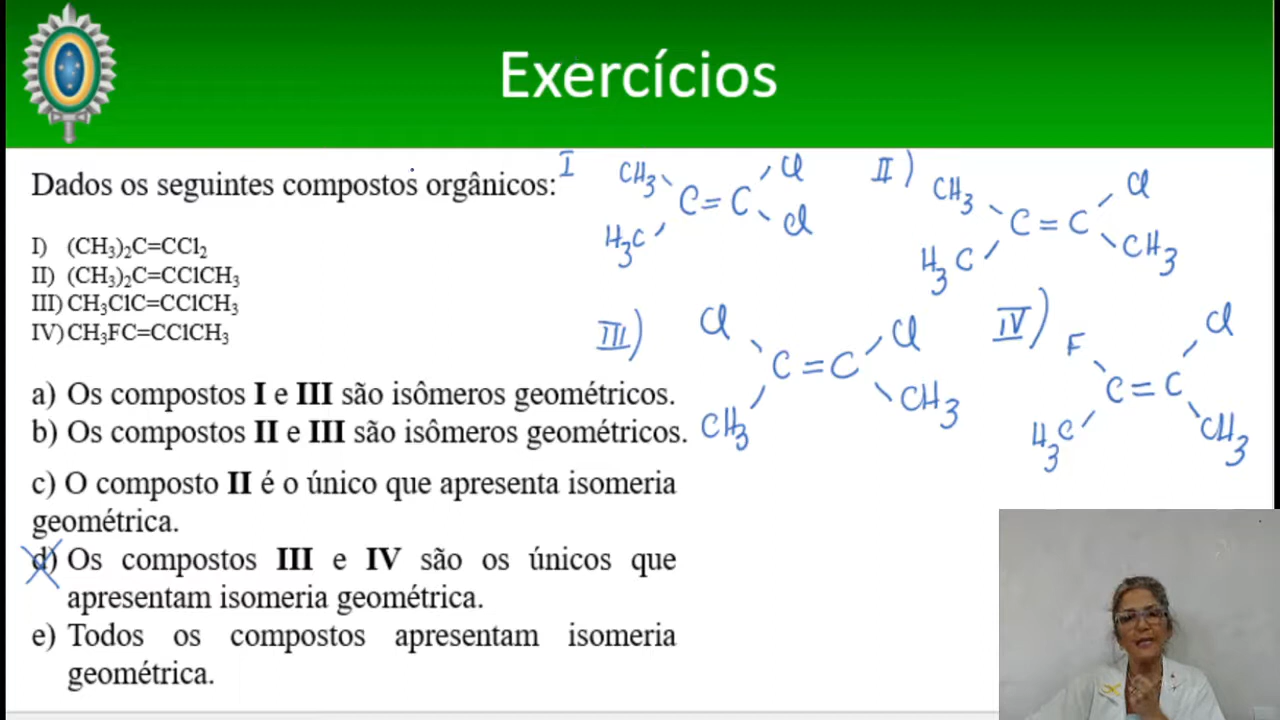 Exercícios
Dados os seguintes compostos orgânicos:
I) (CH₃)₂C=CCl₂
II) (CH₃)₂C=CClCH₃
III) CH₃ClC=CClCH₃
IV) CH₃FC=CClCH₃
a) Os compostos I e III são isômeros geométricos.
b) Os compostos II e III são isômeros geométricos.
c) O composto II é o único que apresenta isomeria
geométrica.
d) Os compostos III e IV são os únicos que
apresentam isomeria geométrica.
e) Todos os compostos apresentam isomeria
geométrica.
I
CH₃ Cl
C=C
H₃C Cl
II)
CH₃ Cl
C=C
H₃C CH₃
III)
Cl Cl
C=C
CH₃ CH₃
IV)
F Cl
C=C
H₃C CH₃